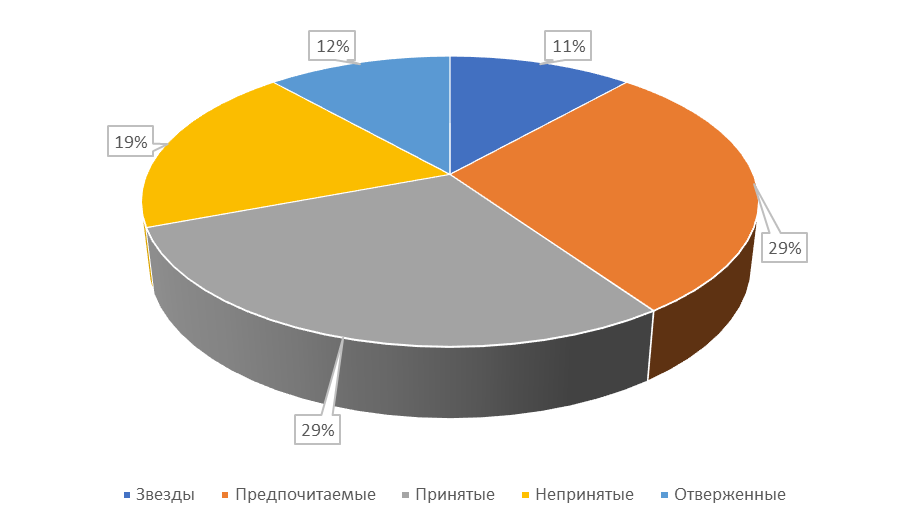 12%
11%
19%
29%
29%
Звезды
Предпочитаемые
Принятые
Непринятые
Отверженные